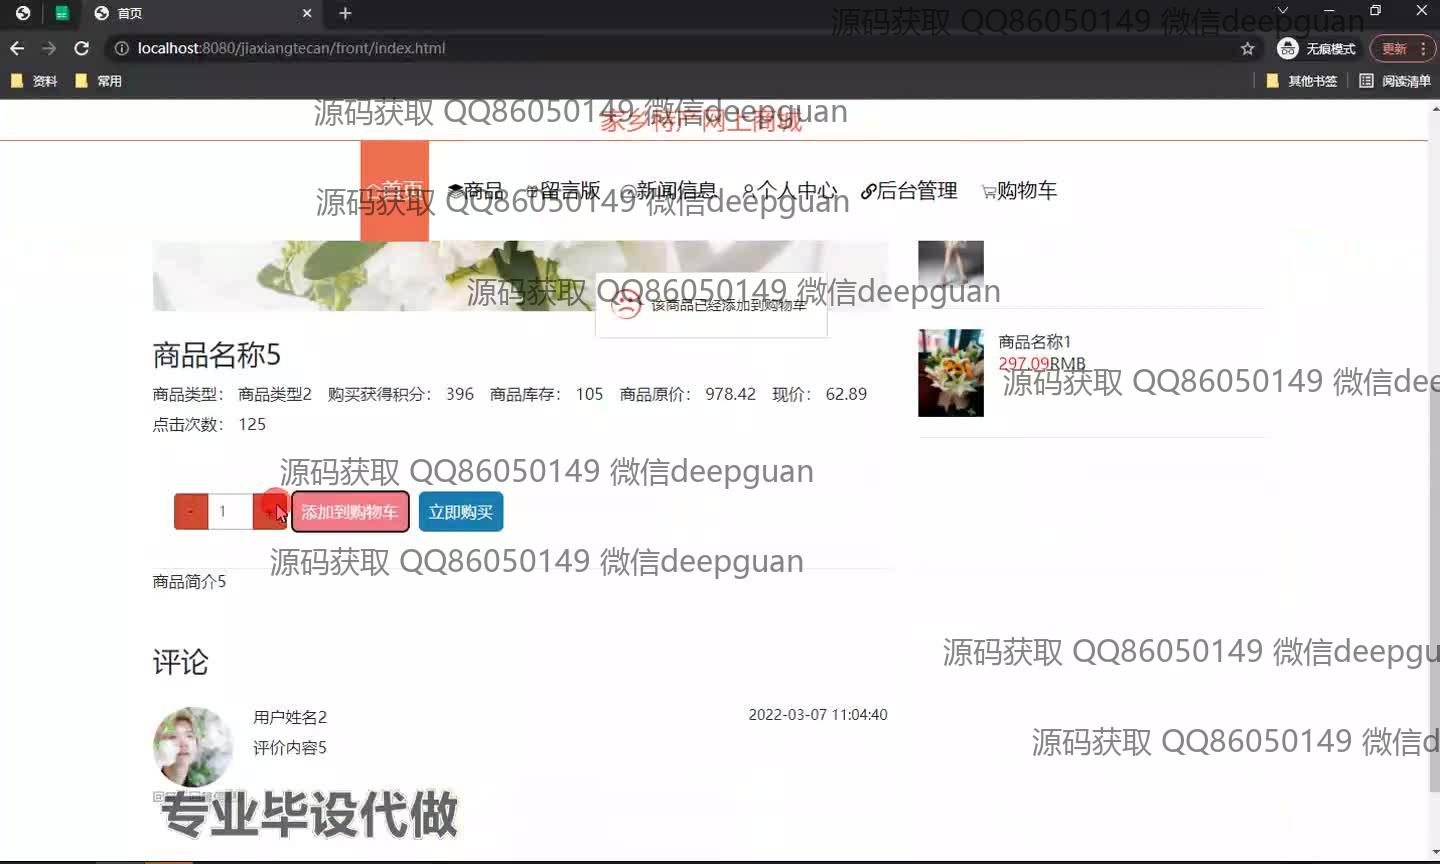 首页
源码获取 QQ86050149 微信deepguan
localhost:8080/jiaxiangtecan/front/index.html
无痕模式
更新
资料
常用
其他书签
阅读清单
源码获取 QQ86050149 微信deepguan
家乡特产网上商城
首页
商品
留言版
新闻信息
个人中心
后台管理
购物车
源码获取 QQ86050149 微信deepguan
源码获取 QQ86050149 微信deepguan
该商品已经添加到购物车
商品名称5
商品名称1
297.09RMB
源码获取 QQ86050149 微信dee
商品类型： 商品类型2 购买获得积分： 396 商品库存： 105 商品原价： 978.42 现价： 62.89
点击次数： 125
源码获取 QQ86050149 微信deepguan
- 1 +
添加到购物车
立即购买
源码获取 QQ86050149 微信deepguan
商品简介5
源码获取 QQ86050149 微信deepgu
评论
用户姓名2
2022-03-07 11:04:40
评价内容5
源码获取 QQ86050149 微信d
专业毕设代做